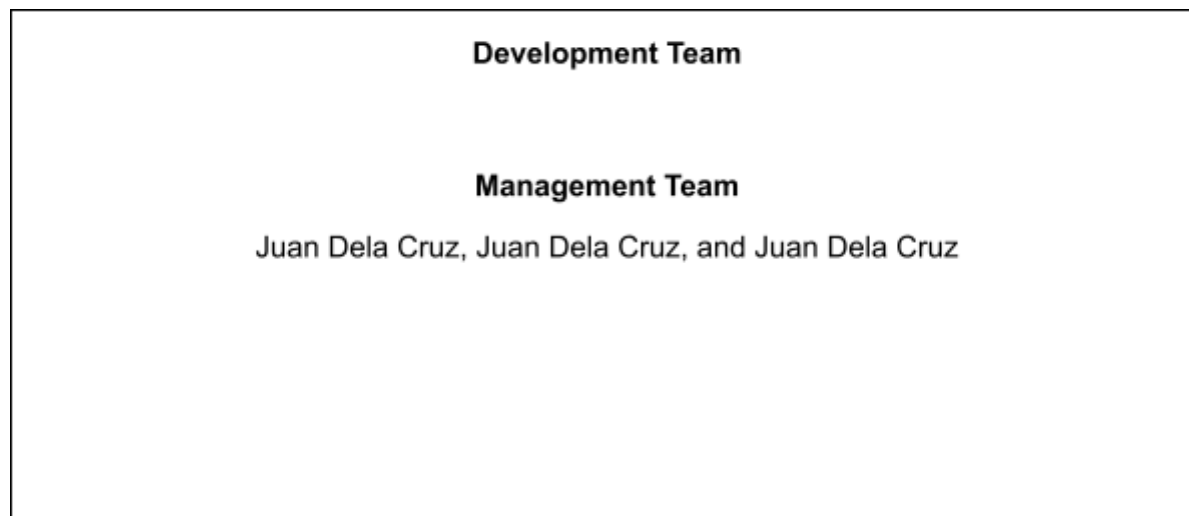 Development Team
Management Team
Juan Dela Cruz, Juan Dela Cruz, and Juan Dela Cruz